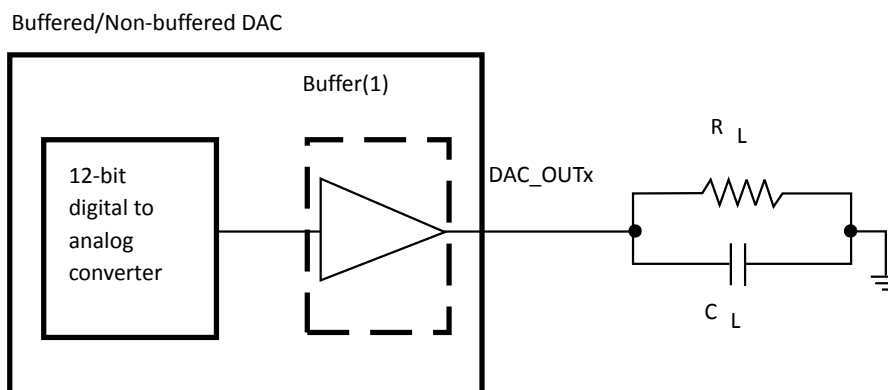 Buffered/Non-buffered DAC
Buffer(1)
12-bit
digital to
analog
converter
DAC_OUTx
R L
C L